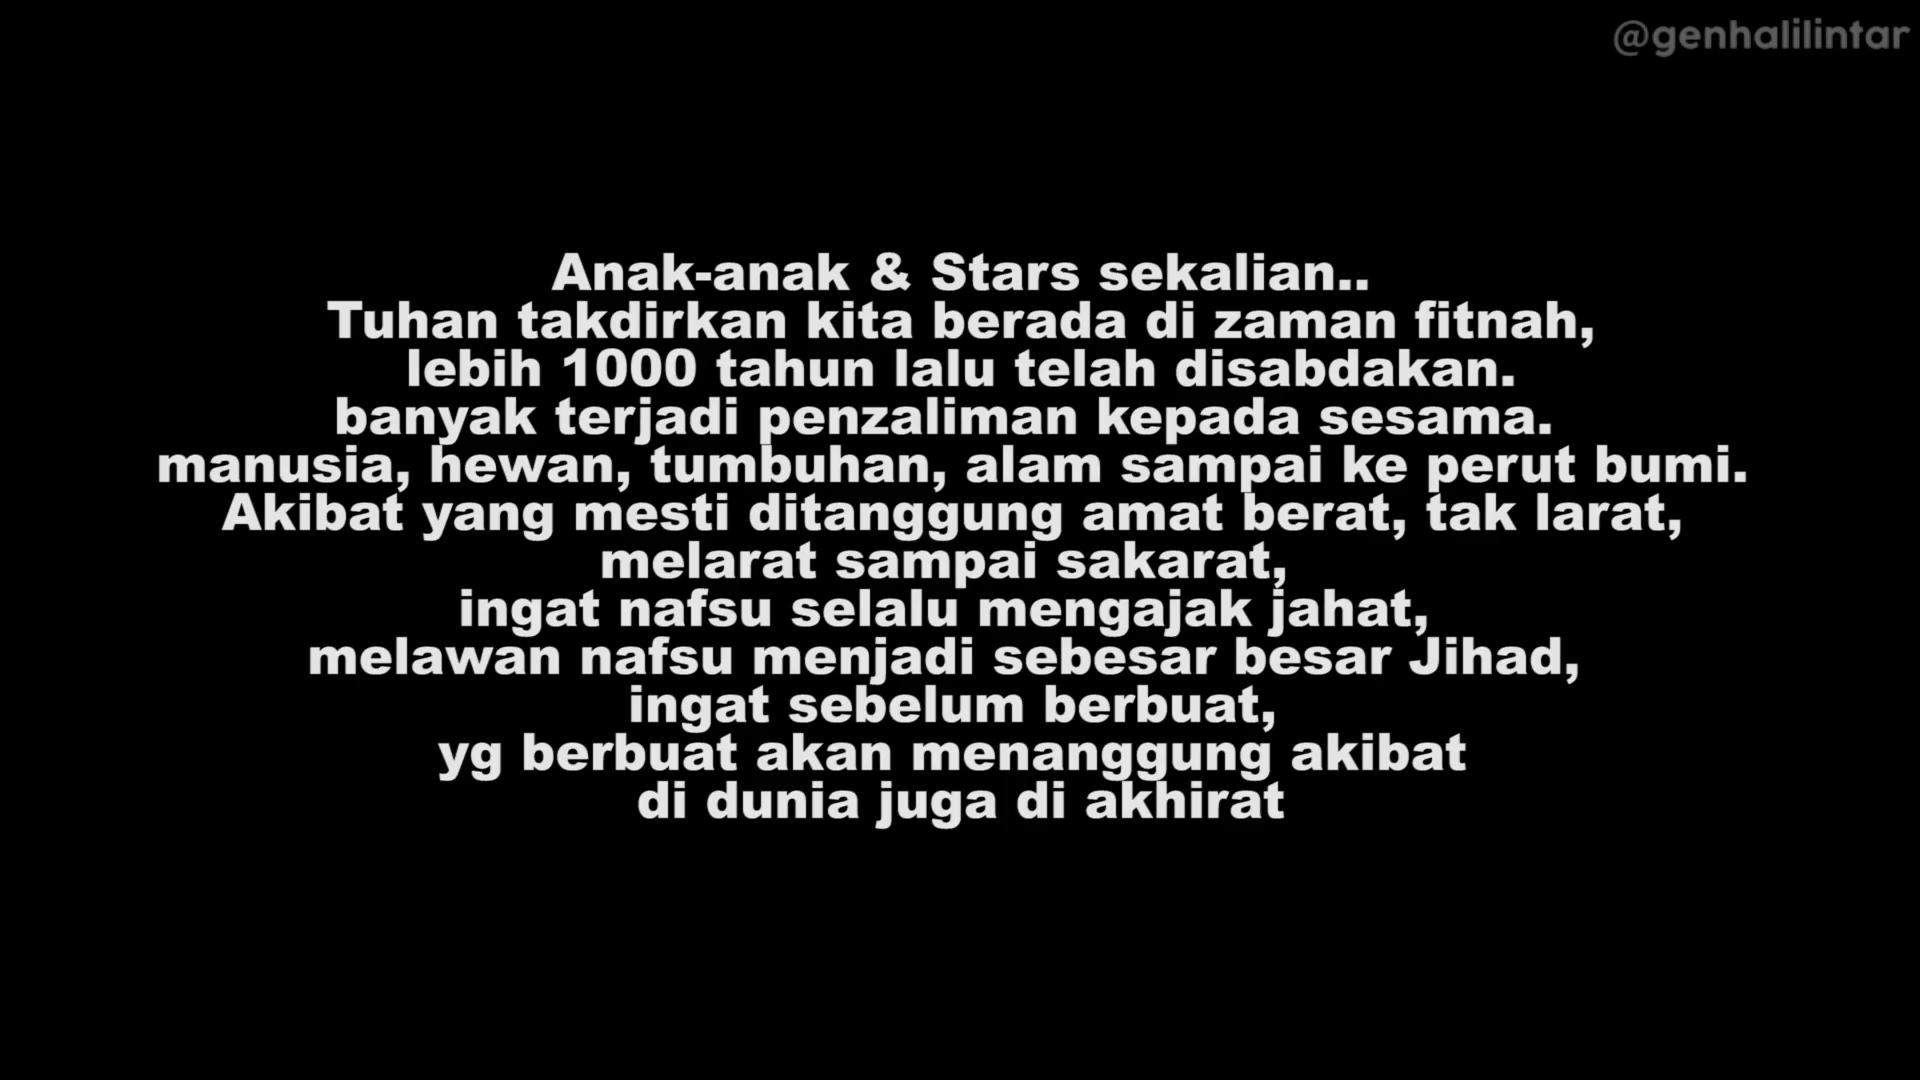 @genhalilintar
Anak-anak & Stars sekalian..
Tuhan takdirkan kita berada di zaman fitnah,
lebih 1000 tahun lalu telah disabdakan.
banyak terjadi penzaliman kepada sesama.
manusia, hewan, tumbuhan, alam sampai ke perut bumi.
Akibat yang mesti ditanggung amat berat, tak larat,
melarat sampai sakarat,
ingat nafsu selalu mengajak jahat,
melawan nafsu menjadi sebesar besar Jihad,
ingat sebelum berbuat,
yg berbuat akan menanggung akibat
di dunia juga di akhirat